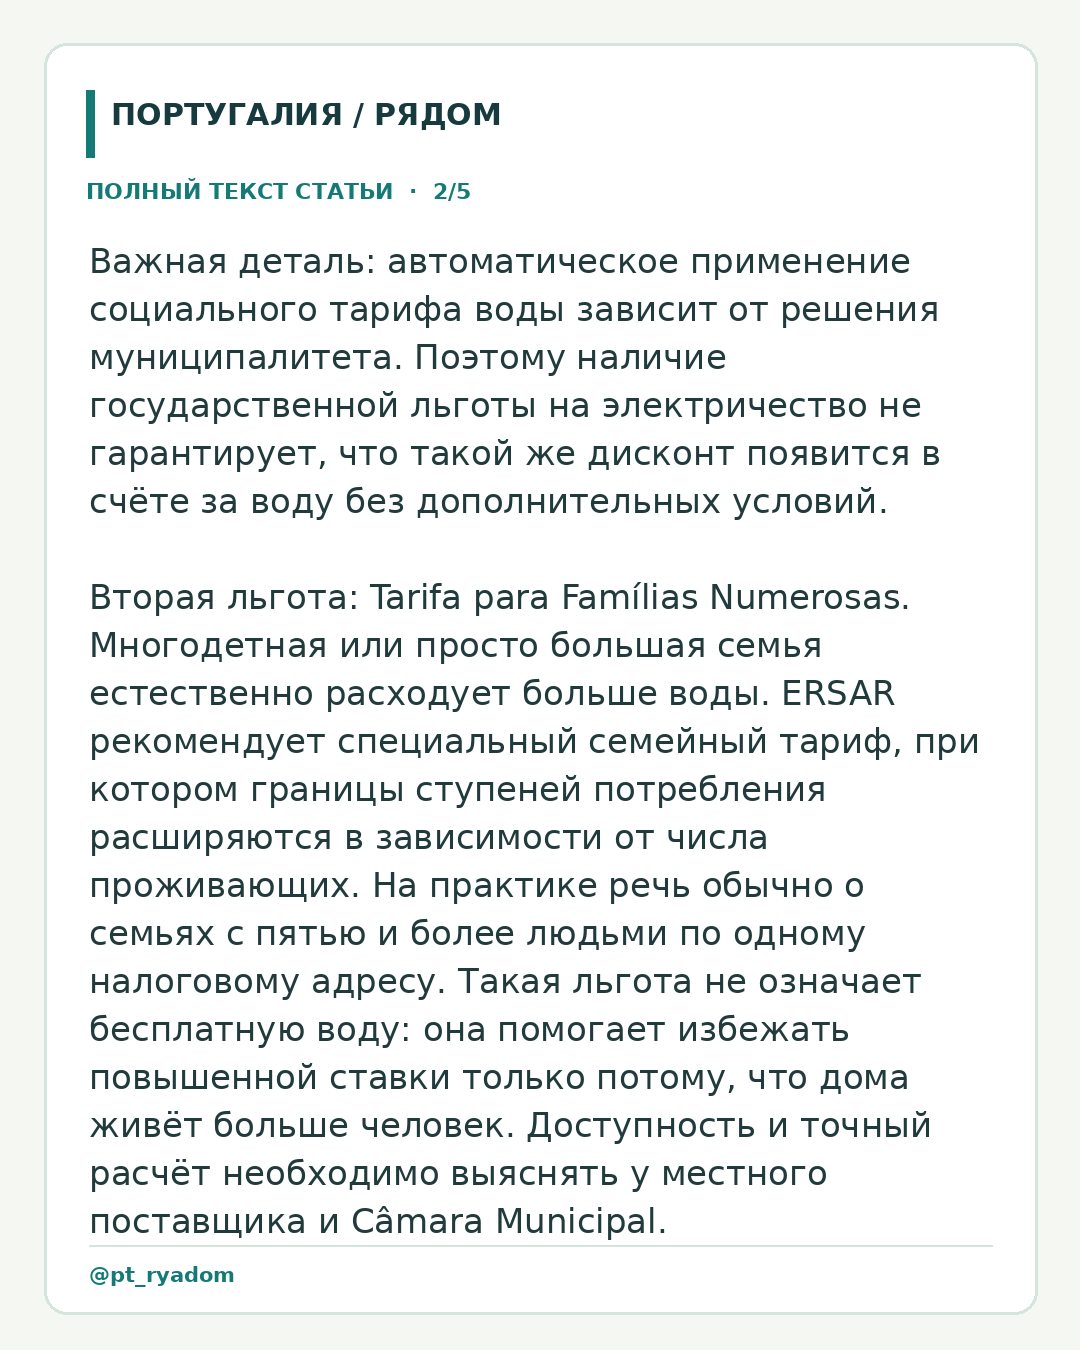 ПОРТУГАЛИЯ / РЯДОМ
ПОЛНЫЙ ТЕКСТ СТАТЬИ · 2/5
Важная деталь: автоматическое применение
социального тарифа воды зависит от решения
муниципалитета. Поэтому наличие
государственной льготы на электричество не
гарантирует, что такой же дисконт появится в
счёте за воду без дополнительных условий.
Вторая льгота: Tarifa para Famílias Numerosas.
Многодетная или просто большая семья
естественно расходует больше воды. ERSAR
рекомендует специальный семейный тариф, при
котором границы ступеней потребления
расширяются в зависимости от числа
проживающих. На практике речь обычно о
семьях с пятью и более людьми по одному
налоговому адресу. Такая льгота не означает
бесплатную воду: она помогает избежать
повышенной ставки только потому, что дома
живёт больше человек. Доступность и точный
расчёт необходимо выяснять у местного
поставщика и Câmara Municipal.
@pt_ryadom